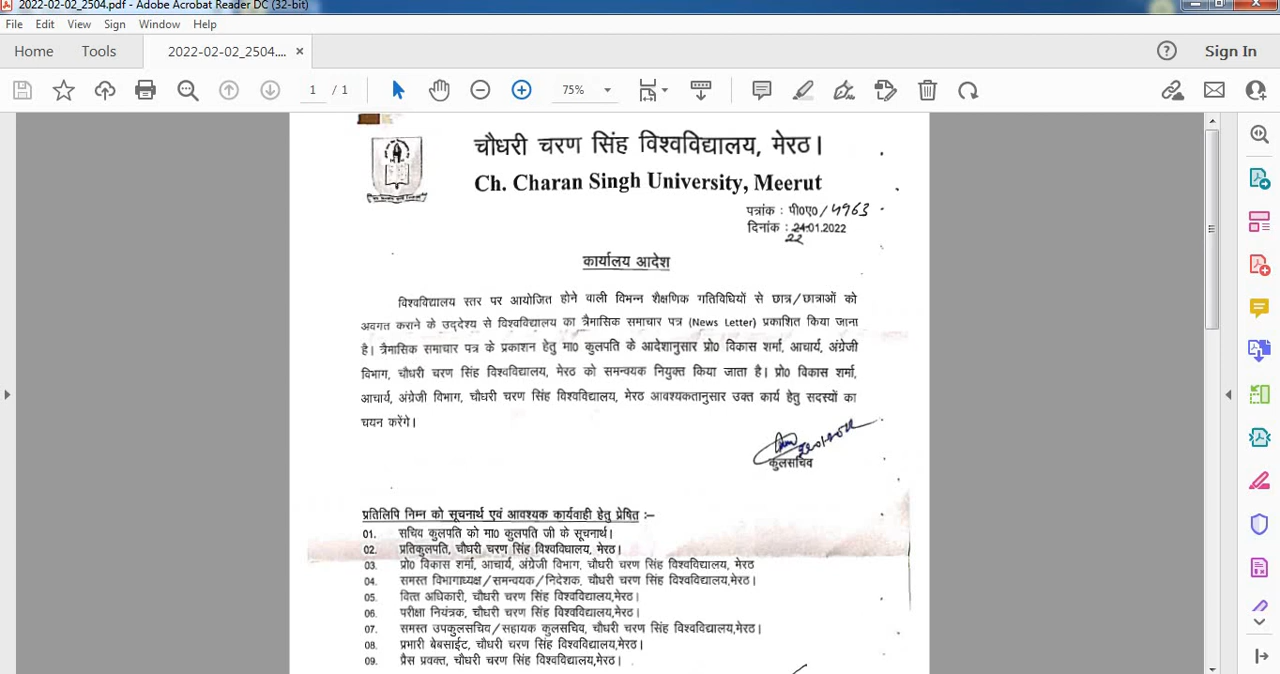 2022-02-02_2504.pdf - Adobe Acrobat Reader DC (32-bit)
File Edit View Sign Window Help
Home Tools 2022-02-02_2504.... × Sign In
1 / 1 75%
चौधरी चरण सिंह विश्वविद्यालय, मेरठ।
Ch. Charan Singh University, Meerut
पत्रांक : पी0ए0/4963
दिनांक : 24.01.2022
22
कार्यालय आदेश
विश्वविद्यालय स्तर पर आयोजित होने वाली विभन्न शैक्षणिक गतिविधियों से छात्र/छात्राओं को
अवगत कराने के उद्देश्य से विश्वविद्यालय का त्रैमासिक समाचार पत्र (News Letter) प्रकाशित किया जाना
है। त्रैमासिक समाचार पत्र के प्रकाशन हेतु मा0 कुलपति के आदेशानुसार प्रो0 विकास शर्मा, आचार्य, अंग्रेजी
विभाग, चौधरी चरण सिंह विश्वविद्यालय, मेरठ को समन्वयक नियुक्त किया जाता है। प्रो0 विकास शर्मा,
आचार्य, अंग्रेजी विभाग, चौधरी चरण सिंह विश्वविद्यालय, मेरठ आवश्यकतानुसार उक्त कार्य हेतु सदस्यों का
चयन करेंगे।
कुलसचिव
प्रतिलिपि निम्न को सूचनार्थ एवं आवश्यक कार्यवाही हेतु प्रेषित :–
01. सचिव कुलपति को मा0 कुलपति जी के सूचनार्थ।
02. प्रतिकुलपति, चौधरी चरण सिंह विश्वविघालय, मेरठ।
03 प्रो0 विकास शर्मा, आचार्य, अंग्रेजी विभाग, चौधरी चरण सिंह विश्वविद्यालय, मेरठ
04. समस्त विभागाध्यक्ष/समन्वयक/निदेशक, चौधरी चरण सिंह विश्वविद्यालय,मेरठ।
05. वित्त अधिकारी, चौधरी चरण सिंह विश्वविद्यालय,मेरठ।
06. परीक्षा नियंत्रक, चौधरी चरण सिंह विश्वविद्यालय,मेरठ।
07. समस्त उपकुलसचिव/सहायक कुलसचिव, चौधरी चरण सिंह विश्वविद्यालय,मेरठ।
08. प्रभारी बेबसाईट, चौधरी चरण सिंह विश्वविद्यालय,मेरठ।
09. प्रैस प्रवक्त, चौधरी चरण सिंह विश्वविद्यालय,मेरठ।